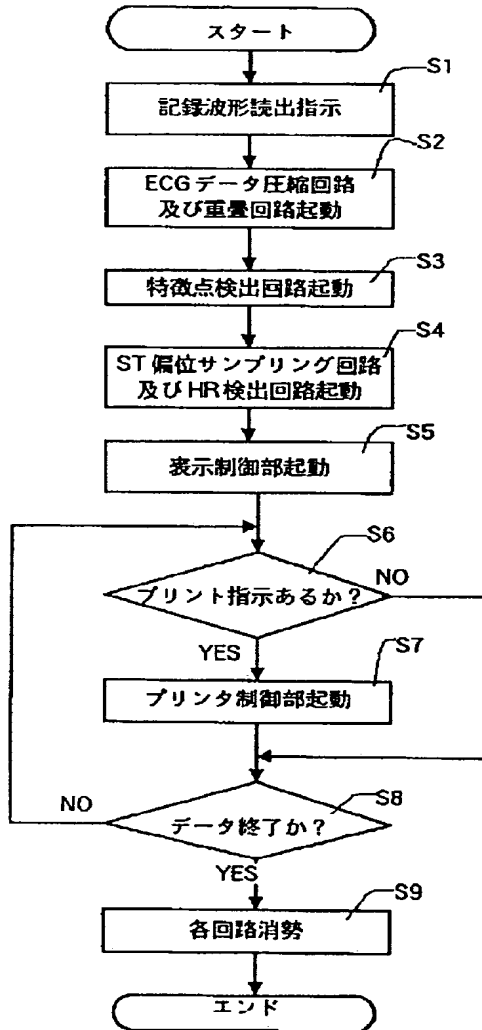 スタート
S1
記録波形読出指示
S2
ECGデータ圧縮回路
及び重畳回路起動
S3
特徴点検出回路起動
S4
ST偏位サンプリング回路
及びHR検出回路起動
S5
表示制御部起動
S6
プリント指示あるか?
NO
YES
S7
プリンタ制御部起動
S8
データ終了か?
NO
YES
S9
各回路消勢
エンド